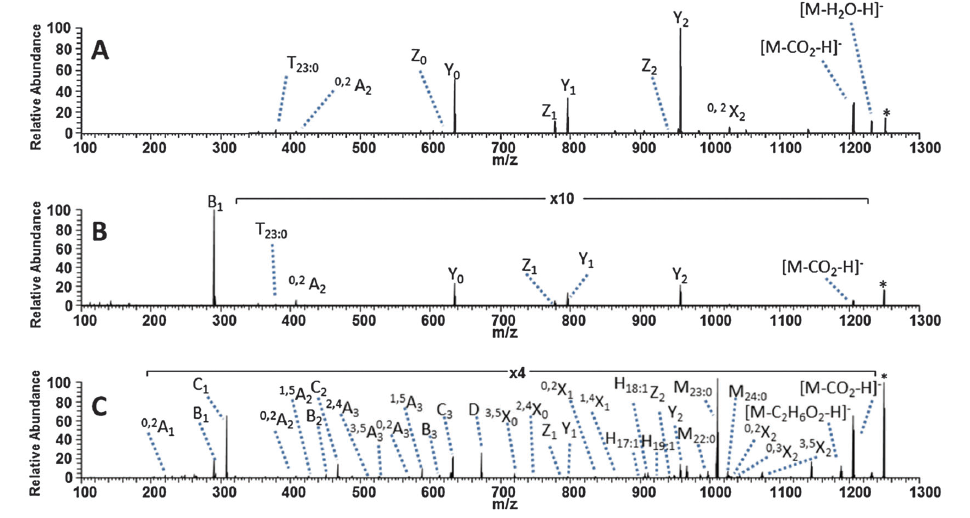 A
Relative Abundance
100
80
60
40
20
0
T23:0
0,2 A2
Z0
Y0
Z1
Y1
Z2
Y2
0, 2 X2
[M-CO2-H]-
[M-H2O-H]-
*
100 200 300 400 500 600 700 800 900 1000 1100 1200 1300
m/z
B
x10
Relative Abundance
100
80
60
40
20
0
B1
T23:0
0,2 A2
Y0
Z1
Y1
Y2
[M-CO2-H]-
*
100 200 300 400 500 600 700 800 900 1000 1100 1200 1300
m/z
C
x4
Relative Abundance
100
80
60
40
20
0
0,2A1
C1
B1
0,2A2
1,5A2
C2
B2
2,4A3
3,5A3
0,2A3
1,5A3
B3
C3
D
3,5X0
2,4X0
0,2X1
Z1
Y1
1,4X1
H18:1
H17:1
H19:1
Z2
Y2
M23:0
M22:0
M24:0
[M-C2H6O2-H]-
[M-CO2-H]-
0,2X2
0,3X2
3,5X2
*
100 200 300 400 500 600 700 800 900 1000 1100 1200 1300
m/z